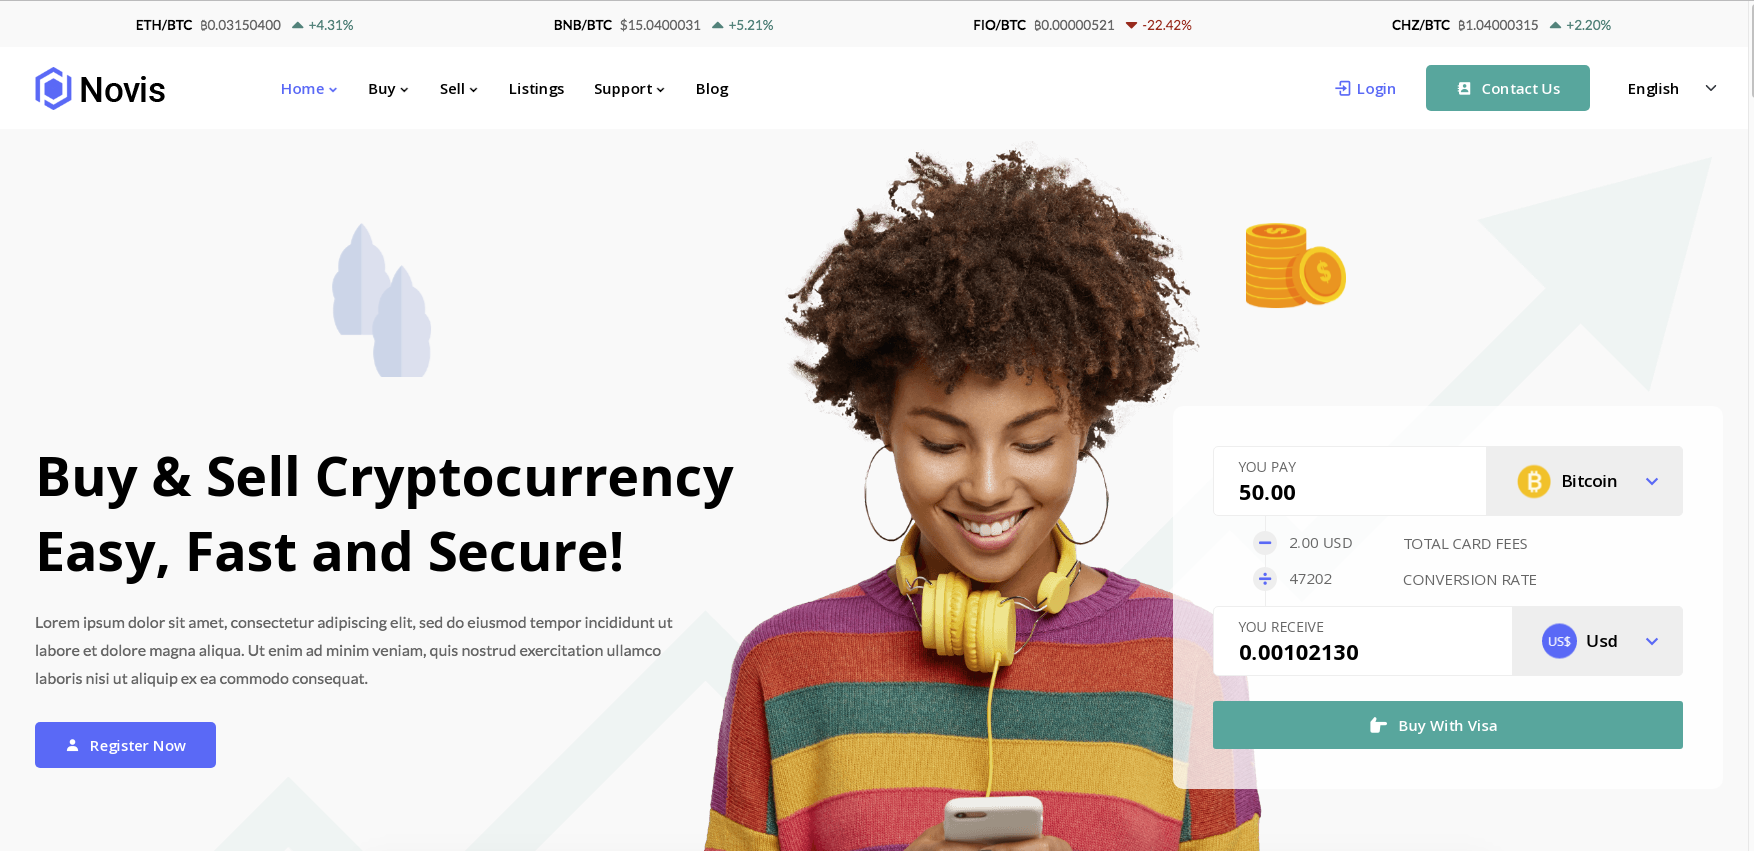 ETH/BTC ฿0.03150400 +4.31%
BNB/BTC $15.0400031 +5.21%
FIO/BTC ฿0.00000521 -22.42%
CHZ/BTC ฿1.04000315 +2.20%
Novis
Home Buy Sell Listings Support Blog
Login Contact Us English
Buy & Sell Cryptocurrency
Easy, Fast and Secure!
Lorem ipsum dolor sit amet, consectetur adipiscing elit, sed do eiusmod tempor incididunt ut
labore et dolore magna aliqua. Ut enim ad minim veniam, quis nostrud exercitation ullamco
laboris nisi ut aliquip ex ea commodo consequat.
Register Now
YOU PAY
50.00
Bitcoin
2.00 USD TOTAL CARD FEES
47202 CONVERSION RATE
YOU RECEIVE
0.00102130
US$ Usd
Buy With Visa